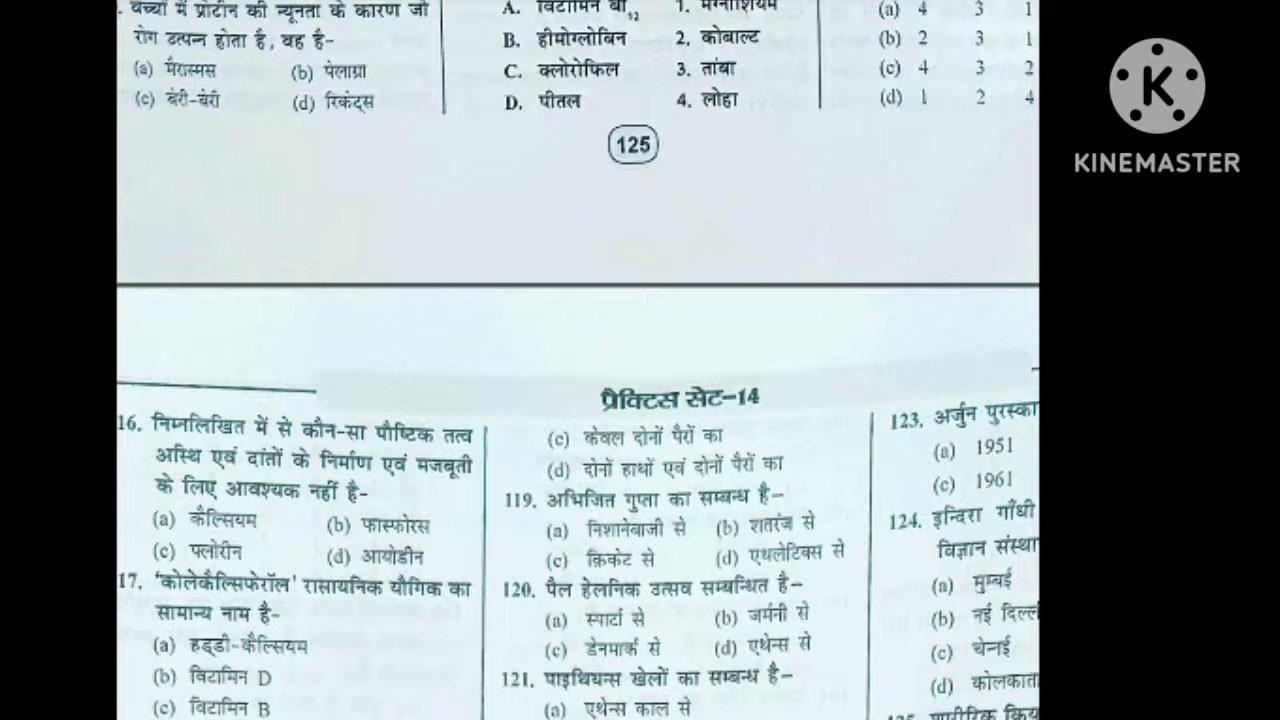 बच्चों में प्रोटीन की न्यूनता के कारण जो
रोग उत्पन्न होता है, वह है-
(a) मैरास्मस (b) पेलाग्रा
(c) बेरी-बेरी (d) रिकेट्स
A. विटामिन बी12 1. मैग्नीशियम
B. हीमोग्लोबिन 2. कोबाल्ट
C. क्लोरोफिल 3. तांबा
D. पीतल 4. लोहा
(a) 4 3 1
(b) 2 3 1
(c) 4 3 2
(d) 1 2 4
125
KINEMASTER
प्रैक्टिस सेट-14
16. निम्नलिखित में से कौन-सा पौष्टिक तत्व
अस्थि एवं दांतों के निर्माण एवं मजबूती
के लिए आवश्यक नहीं है-
(a) कैल्सियम (b) फास्फोरस
(c) फ्लोरीन (d) आयोडीन
17. 'कोलेकैल्सिफेरॉल' रासायनिक यौगिक का
सामान्य नाम है-
(a) हड्डी-कैल्सियम
(b) विटामिन D
(c) विटामिन B
(c) केवल दोनों पैरों का
(d) दोनों हाथों एवं दोनों पैरों का
119. अभिजित गुप्ता का सम्बन्ध है-
(a) निशानेबाजी से (b) शतरंज से
(c) क्रिकेट से (d) एथलेटिक्स से
120. पैल हेलनिक उत्सव सम्बन्धित है-
(a) स्पार्टा से (b) जर्मनी से
(c) डेनमार्क से (d) एथेन्स से
121. पाइथियन्स खेलों का सम्बन्ध है-
(a) एथेन्स काल से
123. अर्जुन पुरस्का
(a) 1951
(c) 1961
124. इन्दिरा गाँधी
विज्ञान संस्था
(a) मुम्बई
(b) नई दिल्ल
(c) चेन्नई
(d) कोलकाता